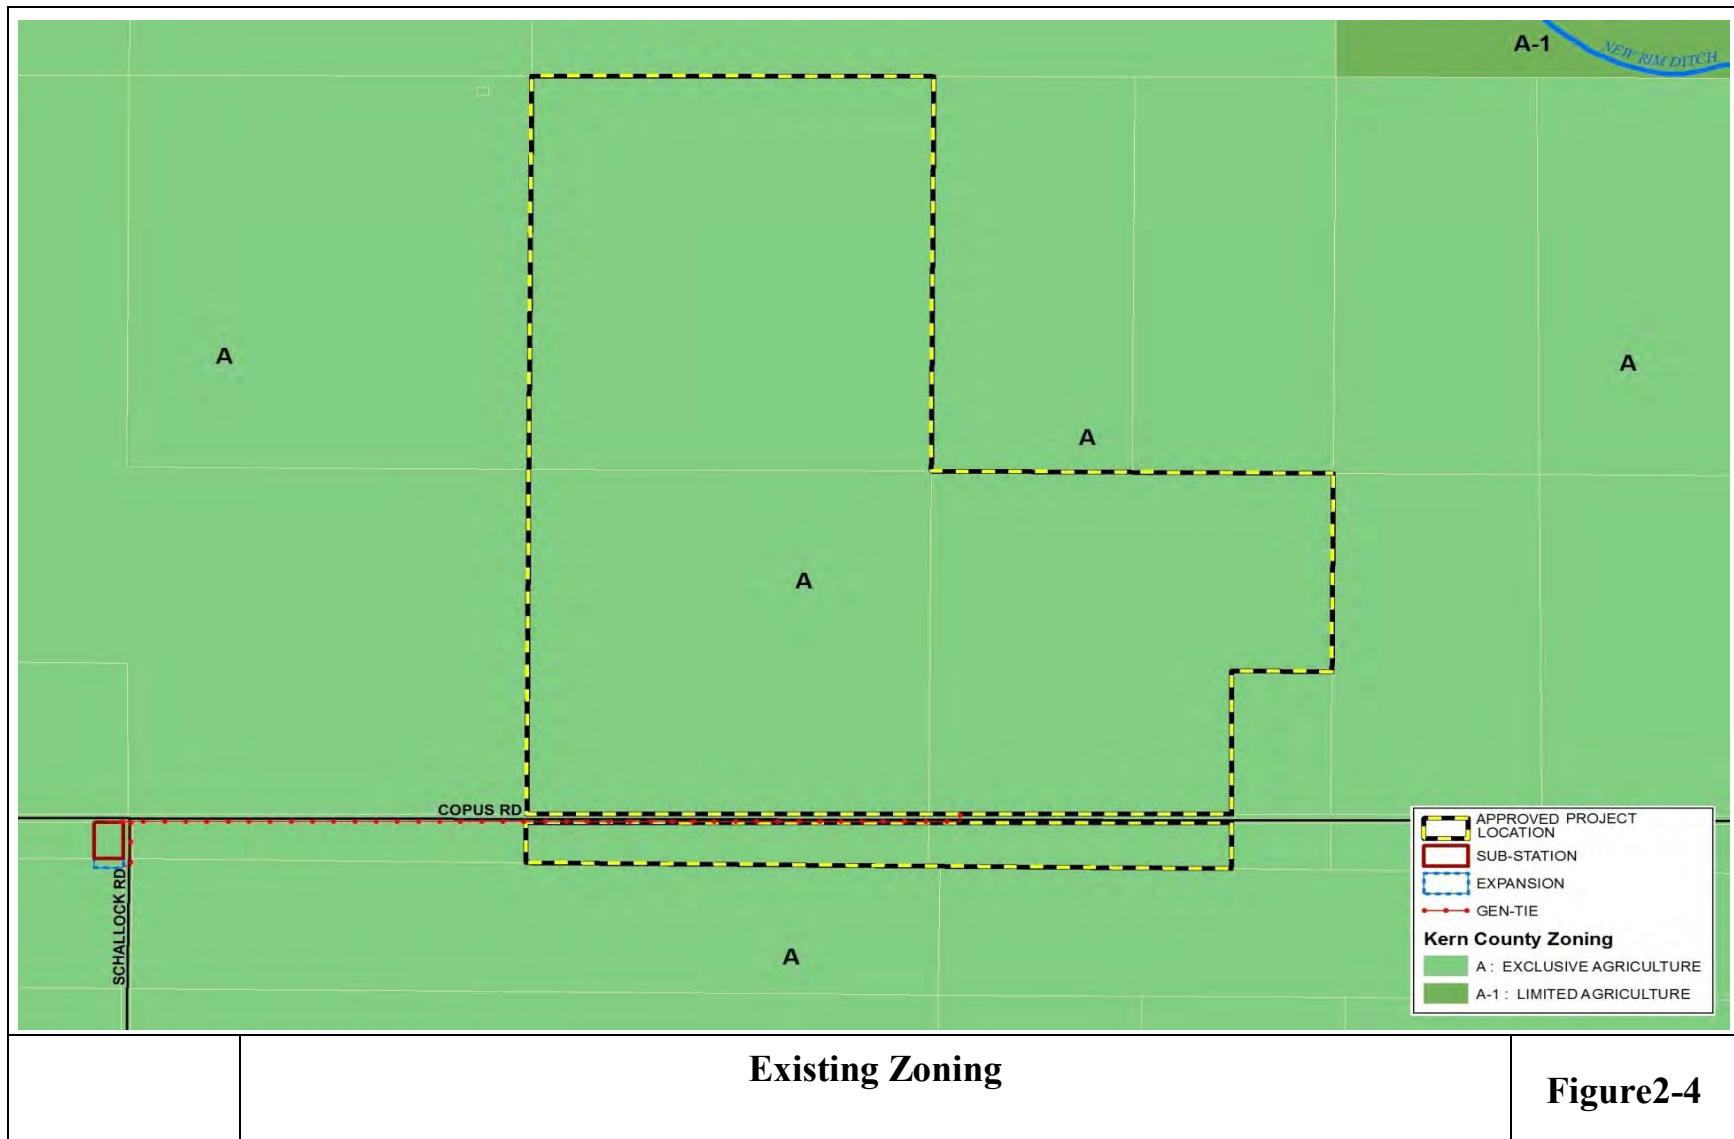 A-1
NEW RIM DITCH
A
A
A
A
COPUS RD
SCHALLOCK RD
A
APPROVED PROJECT
LOCATION
SUB-STATION
EXPANSION
GEN-TIE
Kern County Zoning
A : EXCLUSIVE AGRICULTURE
A-1 : LIMITED AGRICULTURE
Existing Zoning
Figure2-4